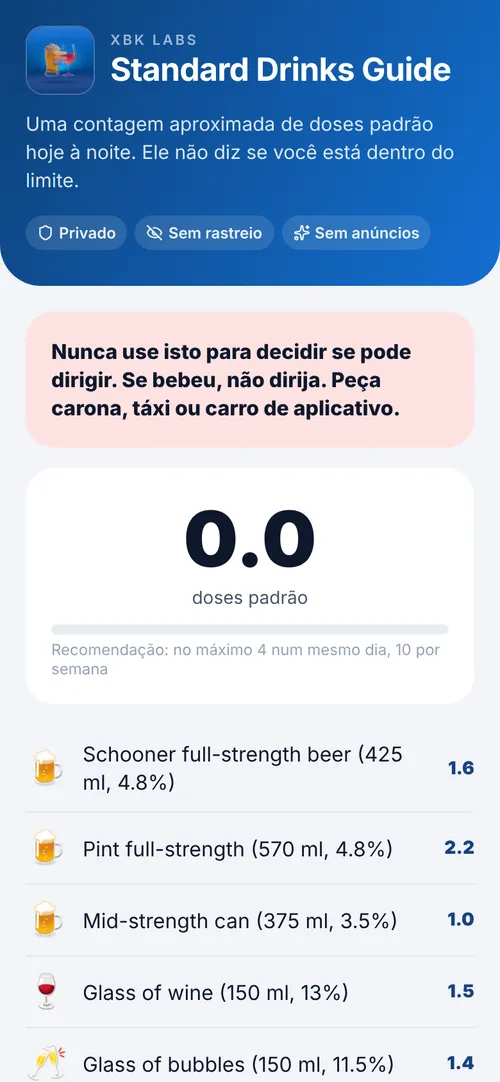 XBK LABS
Standard Drinks Guide
Uma contagem aproximada de doses padrão
hoje à noite. Ele não diz se você está dentro do
limite.
Privado
Sem rastreio
Sem anúncios
Nunca use isto para decidir se pode
dirigir. Se bebeu, não dirija. Peça
carona, táxi ou carro de aplicativo.
0.0
doses padrão
Recomendação: no máximo 4 num mesmo dia, 10 por
semana
Schooner full-strength beer (425
ml, 4.8%)
1.6
Pint full-strength (570 ml, 4.8%)
2.2
Mid-strength can (375 ml, 3.5%)
1.0
Glass of wine (150 ml, 13%)
1.5
Glass of bubbles (150 ml, 11.5%)
1.4